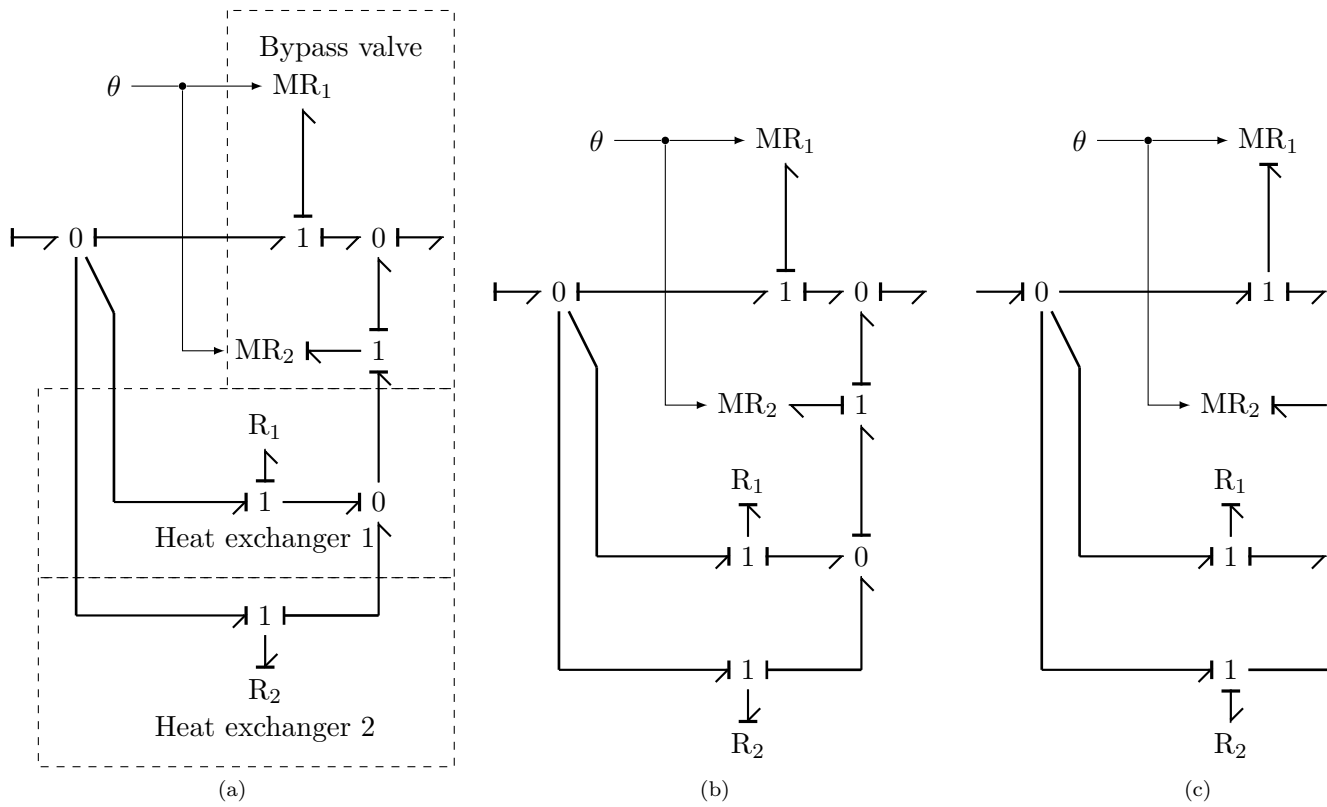 Bypass valve
θ MR₁
0 1 0
MR₂ 1
R₁
1 0
Heat exchanger 1
1
R₂
Heat exchanger 2
(a)
θ MR₁
0 1 0
MR₂ 1
R₁
1 0
1
R₂
(b)
θ MR₁
0 1
MR₂
R₁
1
1
R₂
(c)